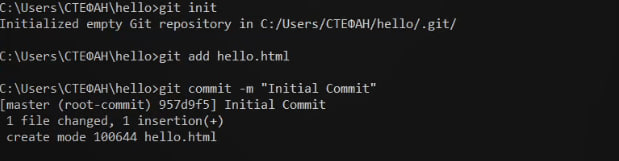 C:\Users\СТЕФАН\hello>git init
Initialized empty Git repository in C:/Users/СТЕФАН/hello/.git/
C:\Users\СТЕФАН\hello>git add hello.html
C:\Users\СТЕФАН\hello>git commit -m "Initial Commit"
[master (root-commit) 957d9f5] Initial Commit
1 file changed, 1 insertion(+)
create mode 100644 hello.html